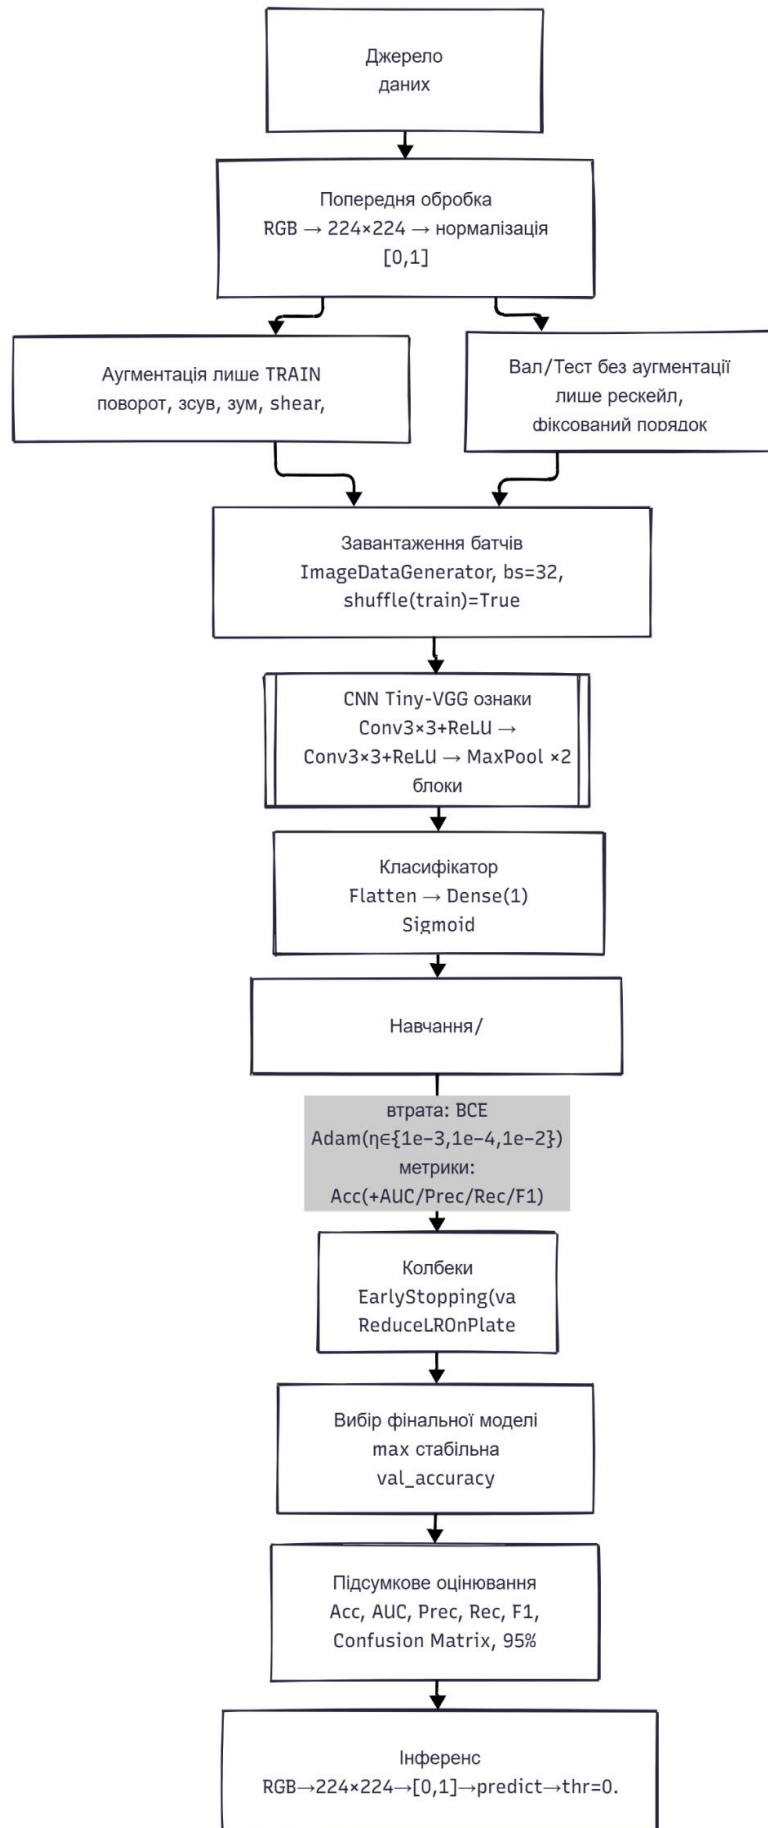 Джерело
даних
Попередня обробка
RGB → 224×224 → нормалізація
[0,1]
Аугментація лише TRAIN
поворот, зсув, зум, shear,
Вал/Тест без аугментації
лише рескейл,
фіксований порядок
Завантаження батчів
ImageDataGenerator, bs=32,
shuffle(train)=True
CNN Tiny-VGG ознаки
Conv3×3+ReLU →
Conv3×3+ReLU → MaxPool ×2
блоки
Класифікатор
Flatten → Dense(1)
Sigmoid
Навчання/
втрата: BCE
Adam(η∈{1e-3,1e-4,1e-2})
метрики:
Acc(+AUC/Prec/Rec/F1)
Колбеки
EarlyStopping(va
ReduceLROnPlate
Вибір фінальної моделі
max стабільна
val_accuracy
Підсумкове оцінювання
Acc, AUC, Prec, Rec, F1,
Confusion Matrix, 95%
Інференс
RGB→224×224→[0,1]→predict→thr=0.